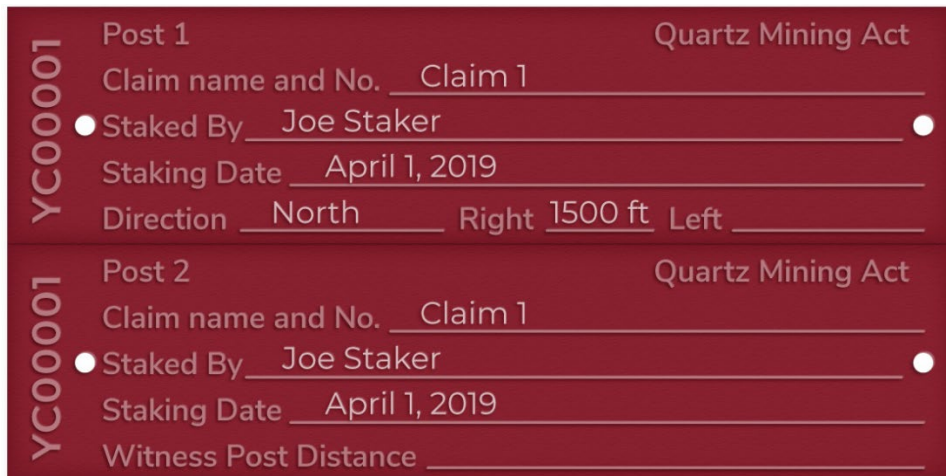 YC00001
Post 1 Quartz Mining Act
Claim name and No. Claim 1
Staked By Joe Staker
Staking Date April 1, 2019
Direction North Right 1500 ft Left
YC00001
Post 2 Quartz Mining Act
Claim name and No. Claim 1
Staked By Joe Staker
Staking Date April 1, 2019
Witness Post Distance